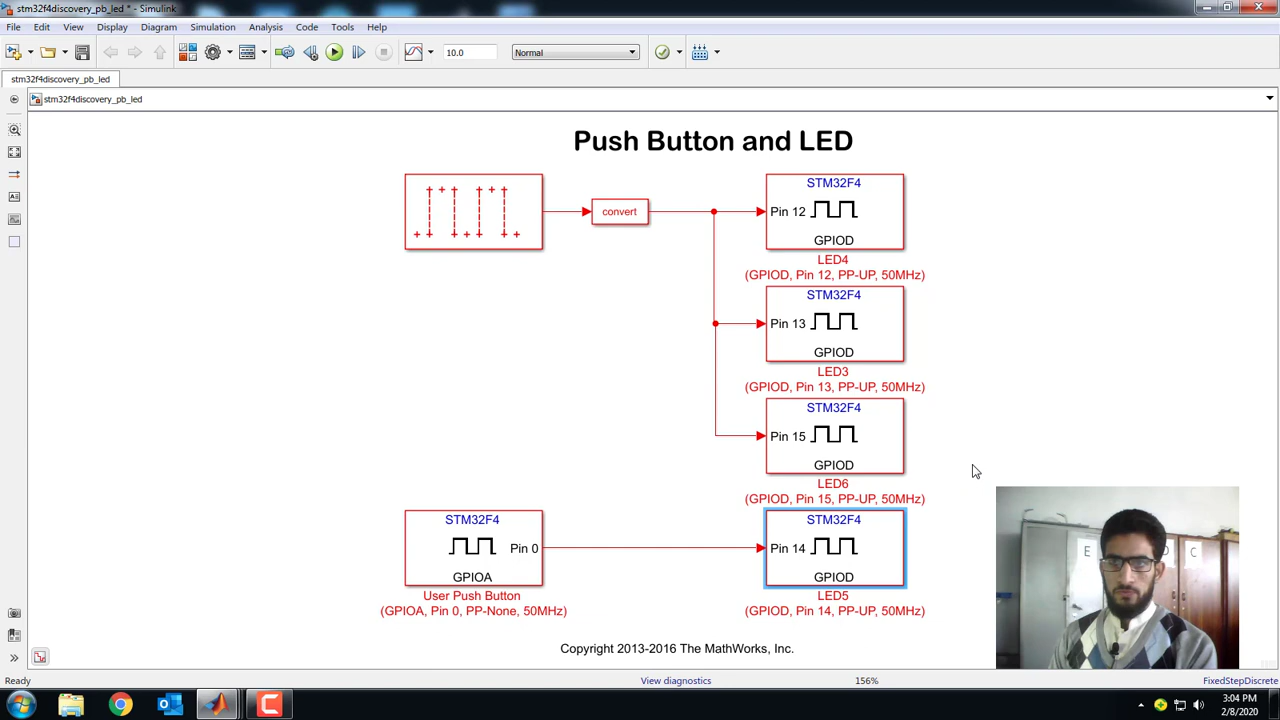 stm32f4discovery_pb_led * - Simulink
File Edit View Display Diagram Simulation Analysis Code Tools Help
10.0 Normal
stm32f4discovery_pb_led
stm32f4discovery_pb_led
Push Button and LED
convert
STM32F4
Pin 12
GPIOD
LED4
(GPIOD, Pin 12, PP-UP, 50MHz)
STM32F4
Pin 13
GPIOD
LED3
(GPIOD, Pin 13, PP-UP, 50MHz)
STM32F4
Pin 15
GPIOD
LED6
(GPIOD, Pin 15, PP-UP, 50MHz)
STM32F4
Pin 0
GPIOA
User Push Button
(GPIOA, Pin 0, PP-None, 50MHz)
STM32F4
Pin 14
GPIOD
LED5
(GPIOD, Pin 14, PP-UP, 50MHz)
Copyright 2013-2016 The MathWorks, Inc.
E D C
Ready View diagnostics 156% FixedStepDiscrete
3:04 PM
2/8/2020